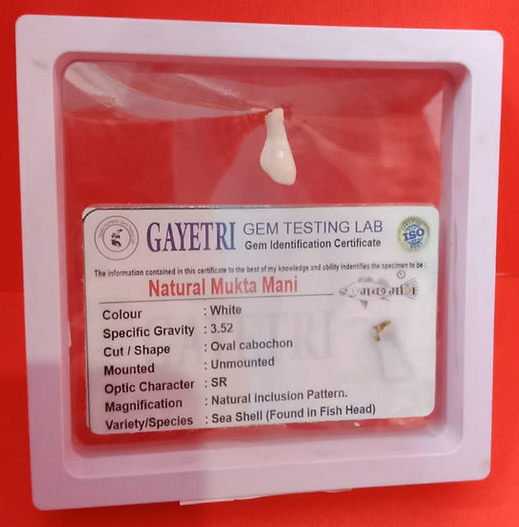 GAYETRI GEM TESTING LAB
Gem Identification Certificate
ISO
The information contained in this certificate to the best of my knowledge and ability indentifies the specimen to be :
Natural Mukta Mani
Colour : White
Specific Gravity : 3.52
Cut / Shape : Oval cabochon
Mounted : Unmounted
Optic Character : SR
Magnification : Natural inclusion Pattern.
Variety/Species : Sea Shell (Found in Fish Head)